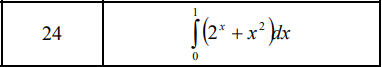 24 ∫₀¹ (2ˣ + x²)dx